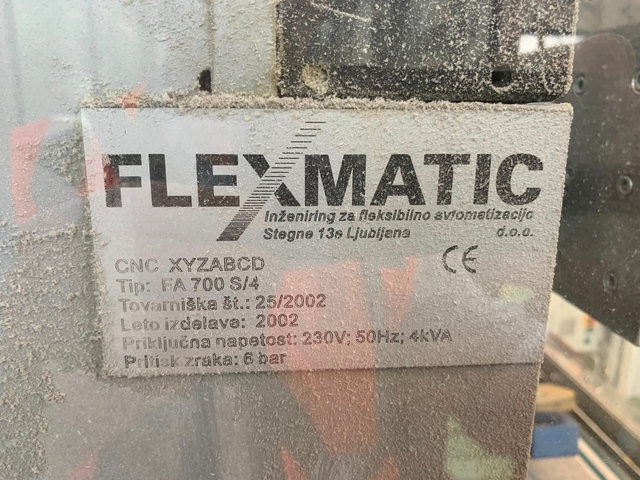 FLEXMATIC
Inženiring za fleksibilno avtomatizacijo
Stegne 13e Ljubljana d.o.o.
CNC XYZABCD CE
Tip: FA 700 S/4
Tovarniška št.: 25/2002
Leto izdelave: 2002
Priključna napetost: 230V; 50Hz; 4kVA
Pritisk zraka: 6 bar